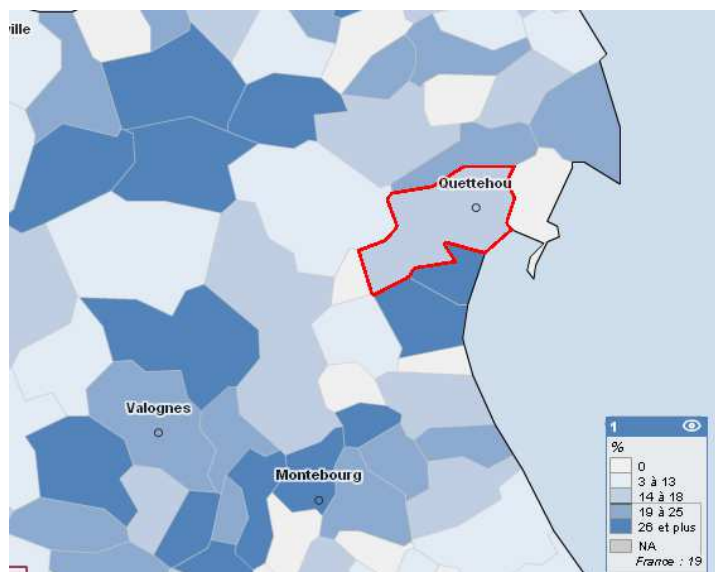 ville
Quettehou
Valognes
Montebourg
1
%
0
3 à 13
14 à 18
19 à 25
26 et plus
NA
France : 19